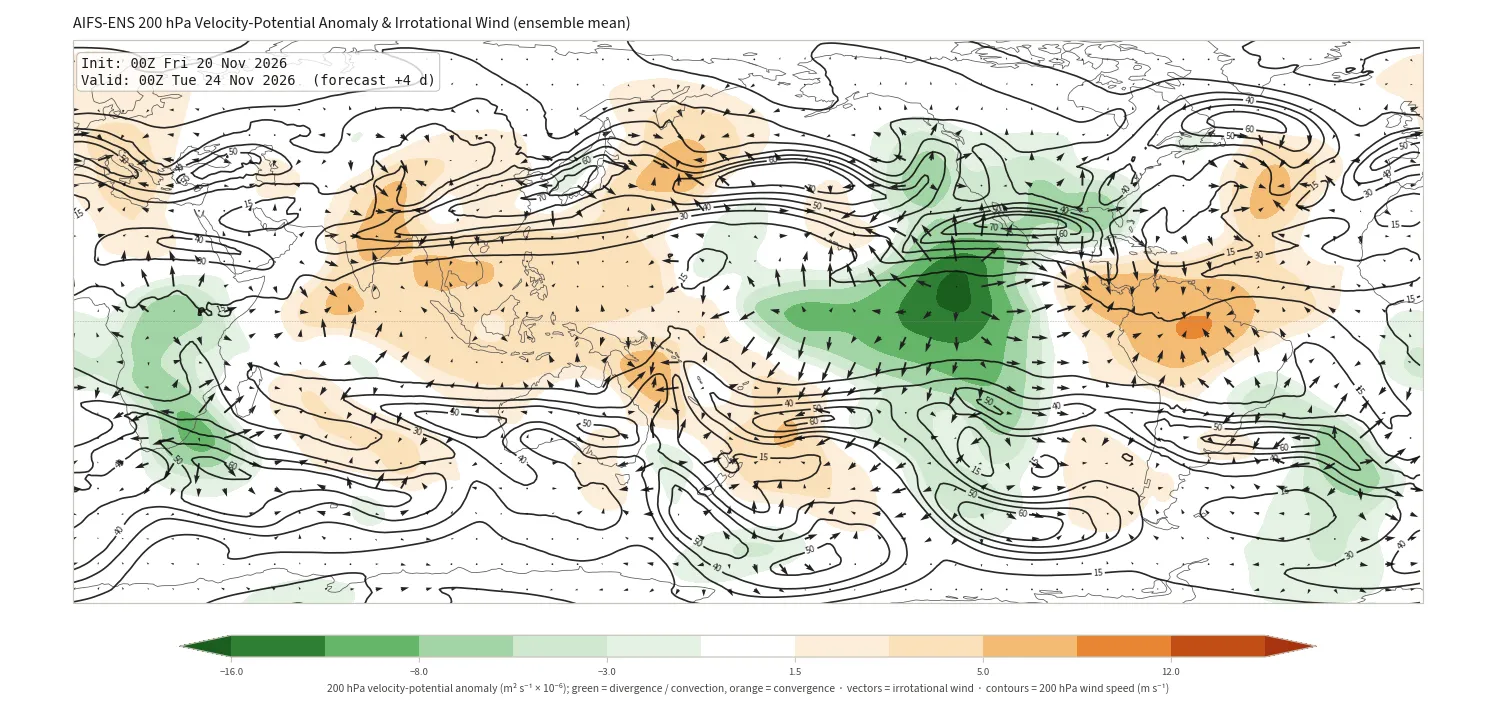 AIFS-ENS 200 hPa Velocity-Potential Anomaly & Irrotational Wind (ensemble mean)
Init: 00Z Fri 20 Nov 2026
Valid: 00Z Tue 24 Nov 2026 (forecast +4 d)
−16.0 −8.0 −3.0 1.5 5.0 12.0
200 hPa velocity-potential anomaly (m² s⁻¹ × 10⁻⁶); green = divergence / convection, orange = convergence · vectors = irrotational wind · contours = 200 hPa wind speed (m s⁻¹)